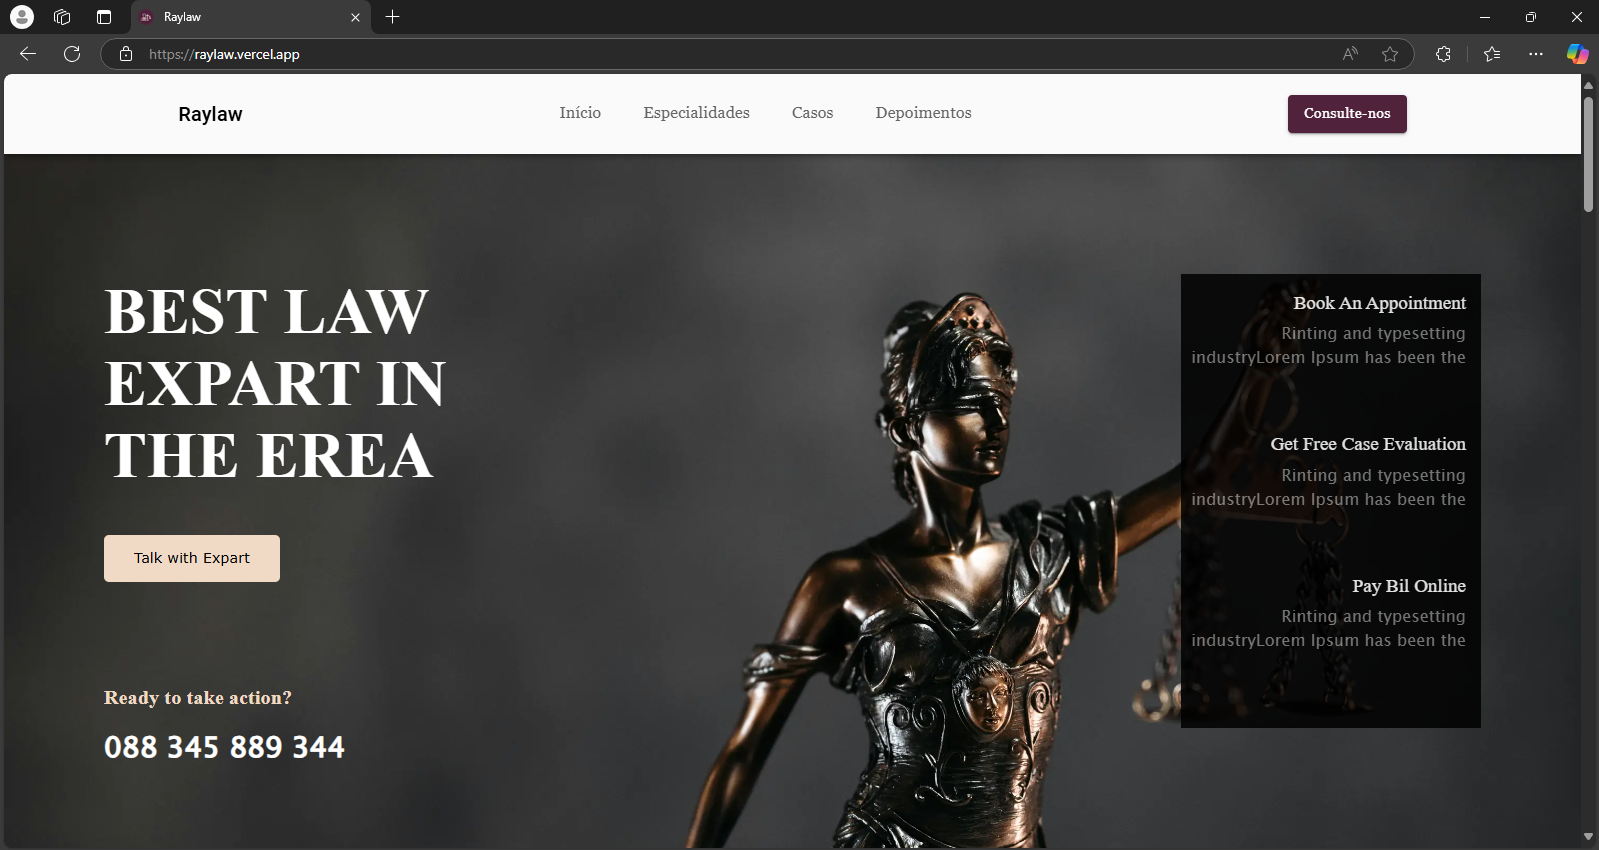 Raylaw
https://raylaw.vercel.app
Raylaw
Início
Especialidades
Casos
Depoimentos
Consulte-nos
BEST LAW
EXPART IN
THE EREA
Talk with Expart
Ready to take action?
088 345 889 344
Book An Appointment
Rinting and typesetting
industryLorem Ipsum has been the
Get Free Case Evaluation
Rinting and typesetting
industryLorem Ipsum has been the
Pay Bil Online
Rinting and typesetting
industryLorem Ipsum has been the